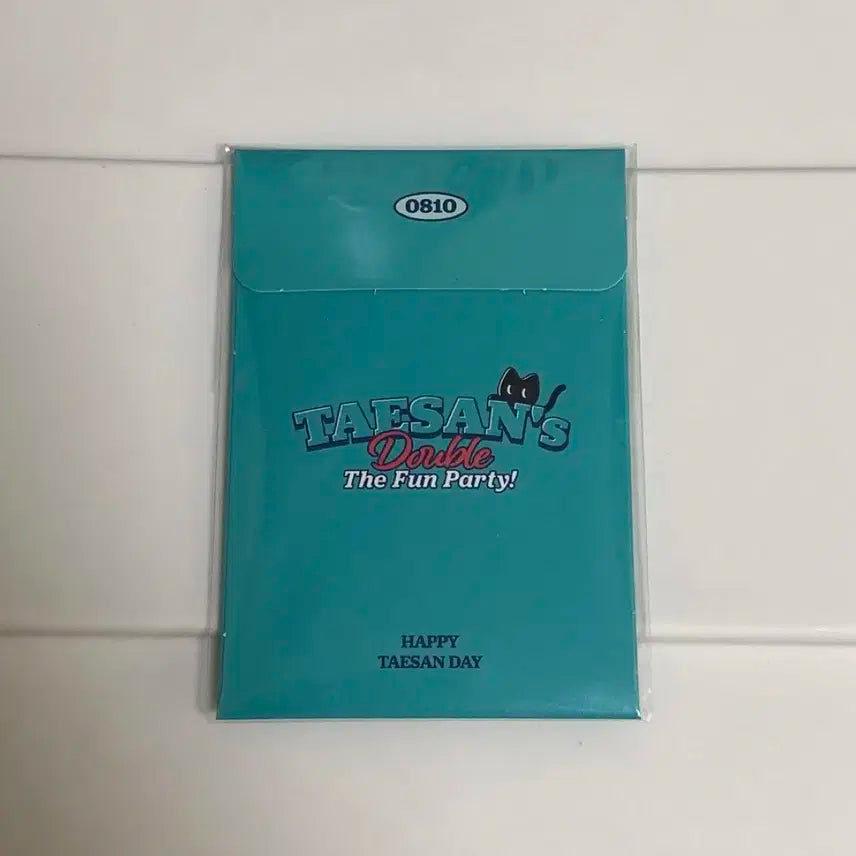 0810
TAESAN'S
Double
The Fun Party!
HAPPY
TAESAN DAY